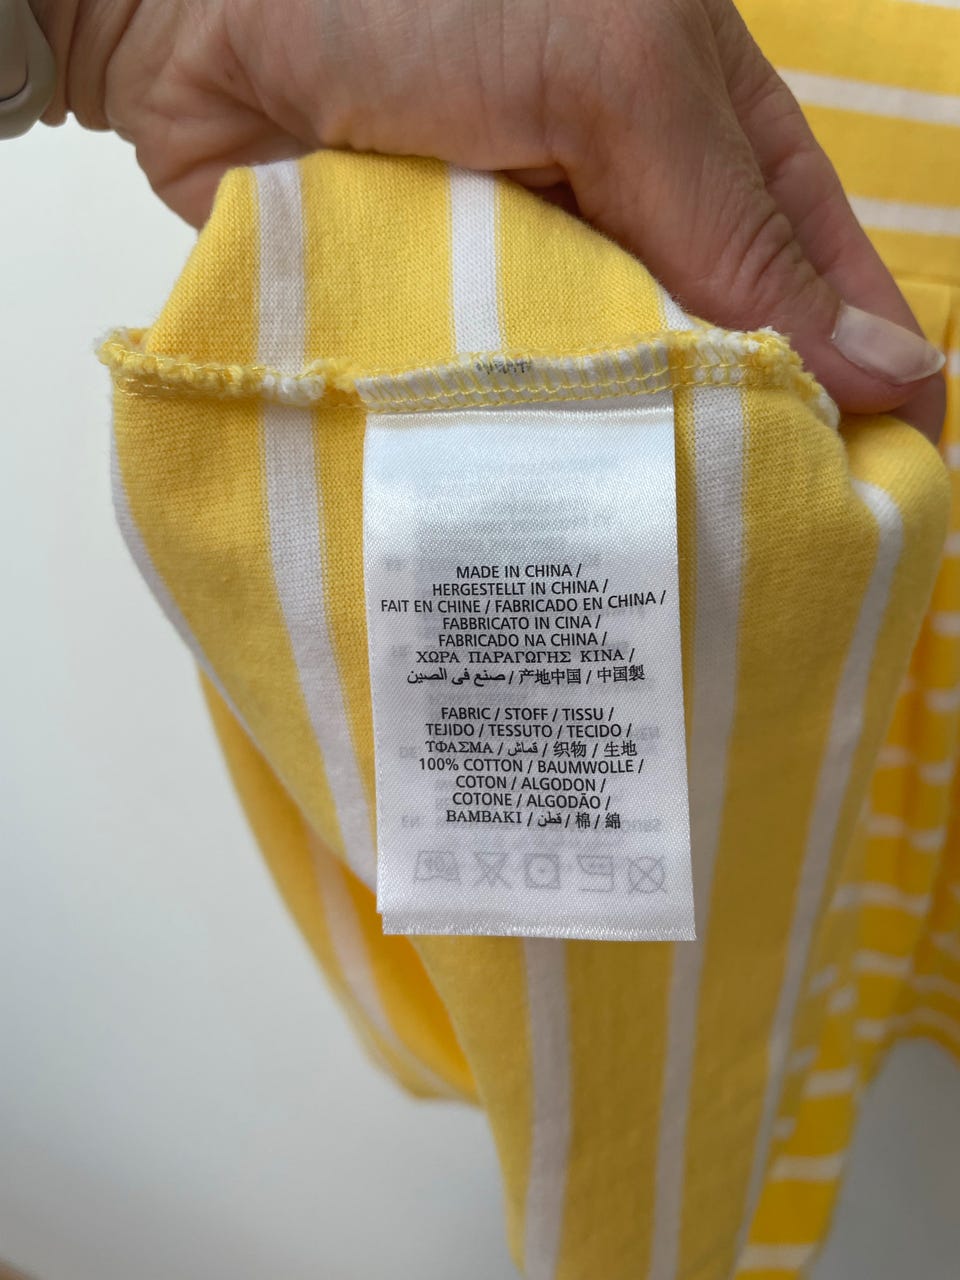 MADE IN CHINA /
HERGESTELLT IN CHINA /
FAIT EN CHINE / FABRICADO EN CHINA /
FABBRICATO IN CINA /
FABRICADO NA CHINA /
ΧΩΡΑ ΠΑΡΑΓΩΓΗΣ ΚΙΝΑ /
صنع في الصين / 产地中国 / 中国製
FABRIC / STOFF / TISSU /
TEJIDO / TESSUTO / TECIDO /
ΥΦΑΣΜΑ / قماش / 织物 / 生地
100% COTTON / BAUMWOLLE /
COTON / ALGODON /
COTONE / ALGODÃO /
ΒΑΜΒΑΚΙ / قطن / 棉 / 綿